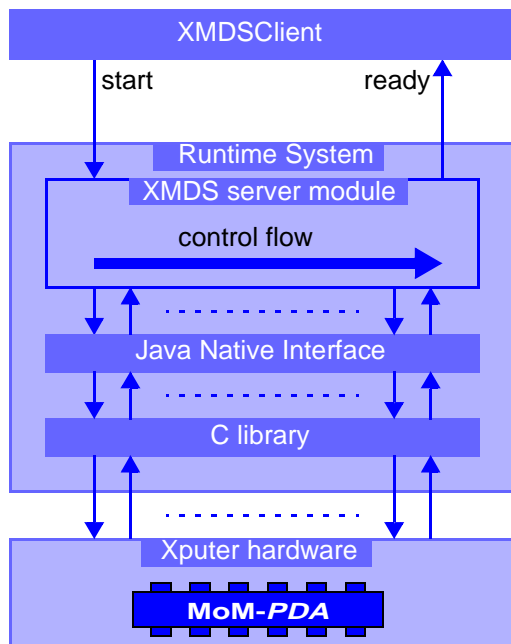 XMDSClient
start
ready
Runtime System
XMDS server module
control flow
Java Native Interface
C library
Xputer hardware
MoM-PDA